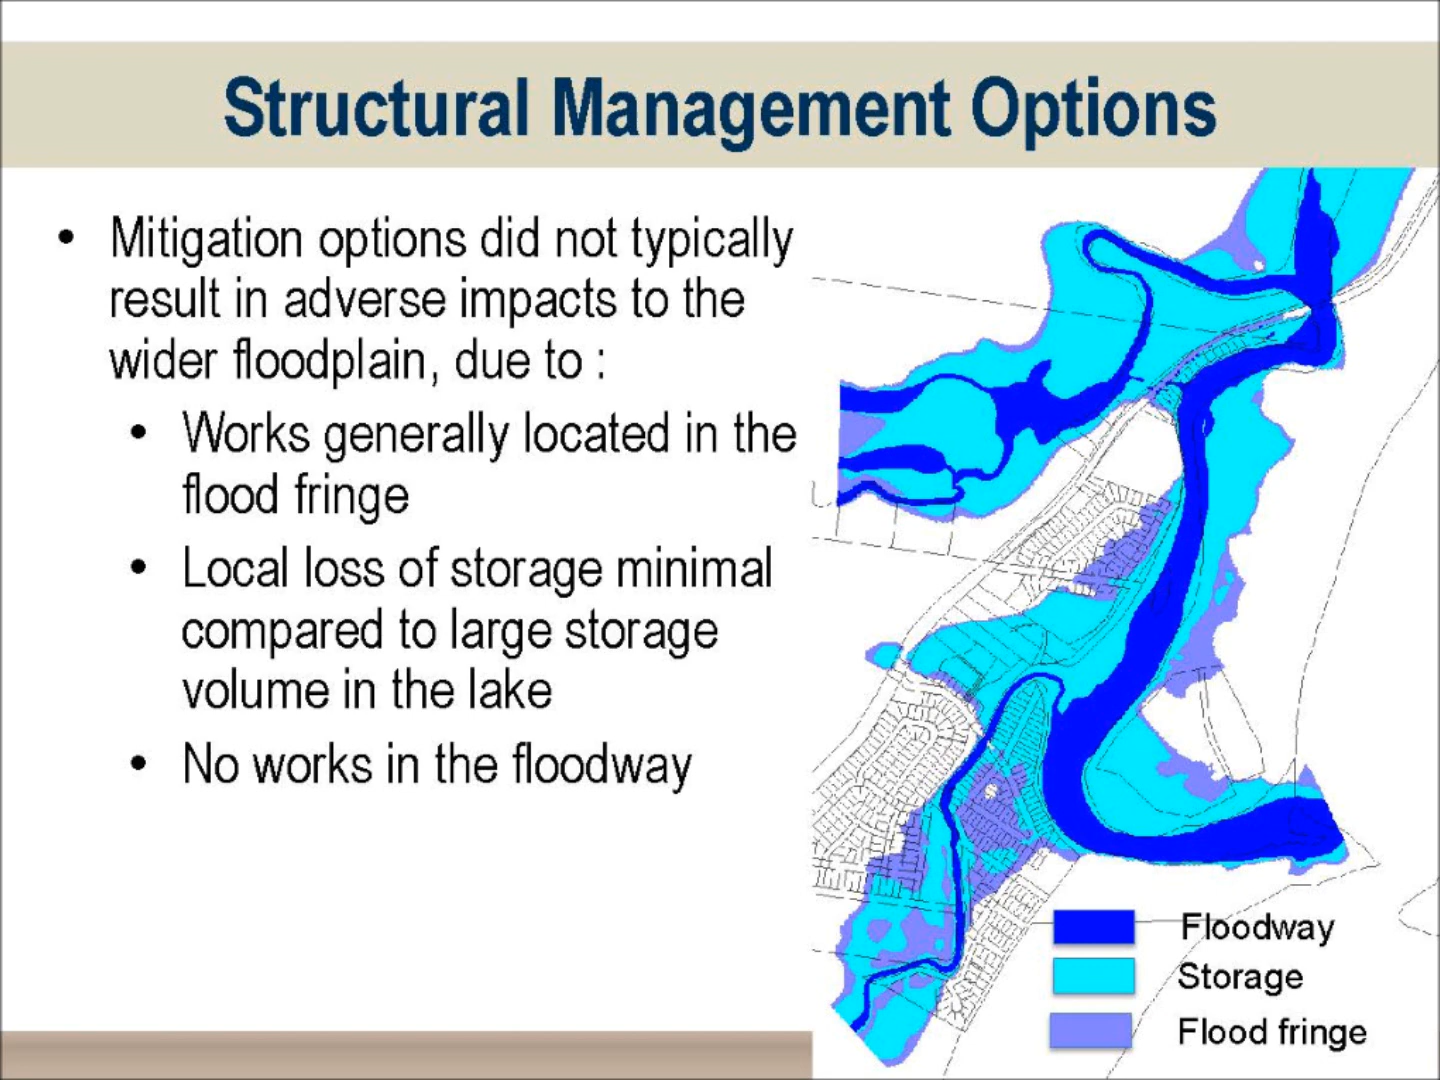 Structural Management Options
• Mitigation options did not typically
result in adverse impacts to the
wider floodplain, due to :
• Works generally located in the
flood fringe
• Local loss of storage minimal
compared to large storage
volume in the lake
• No works in the floodway
Floodway
Storage
Flood fringe